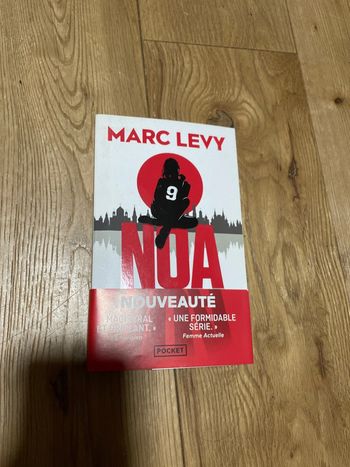 MARC LEVY
9
NOA
NOUVEAUTÉ
« UNE FORMIDABLE
SÉRIE. »
Femme Actuelle
POCKET